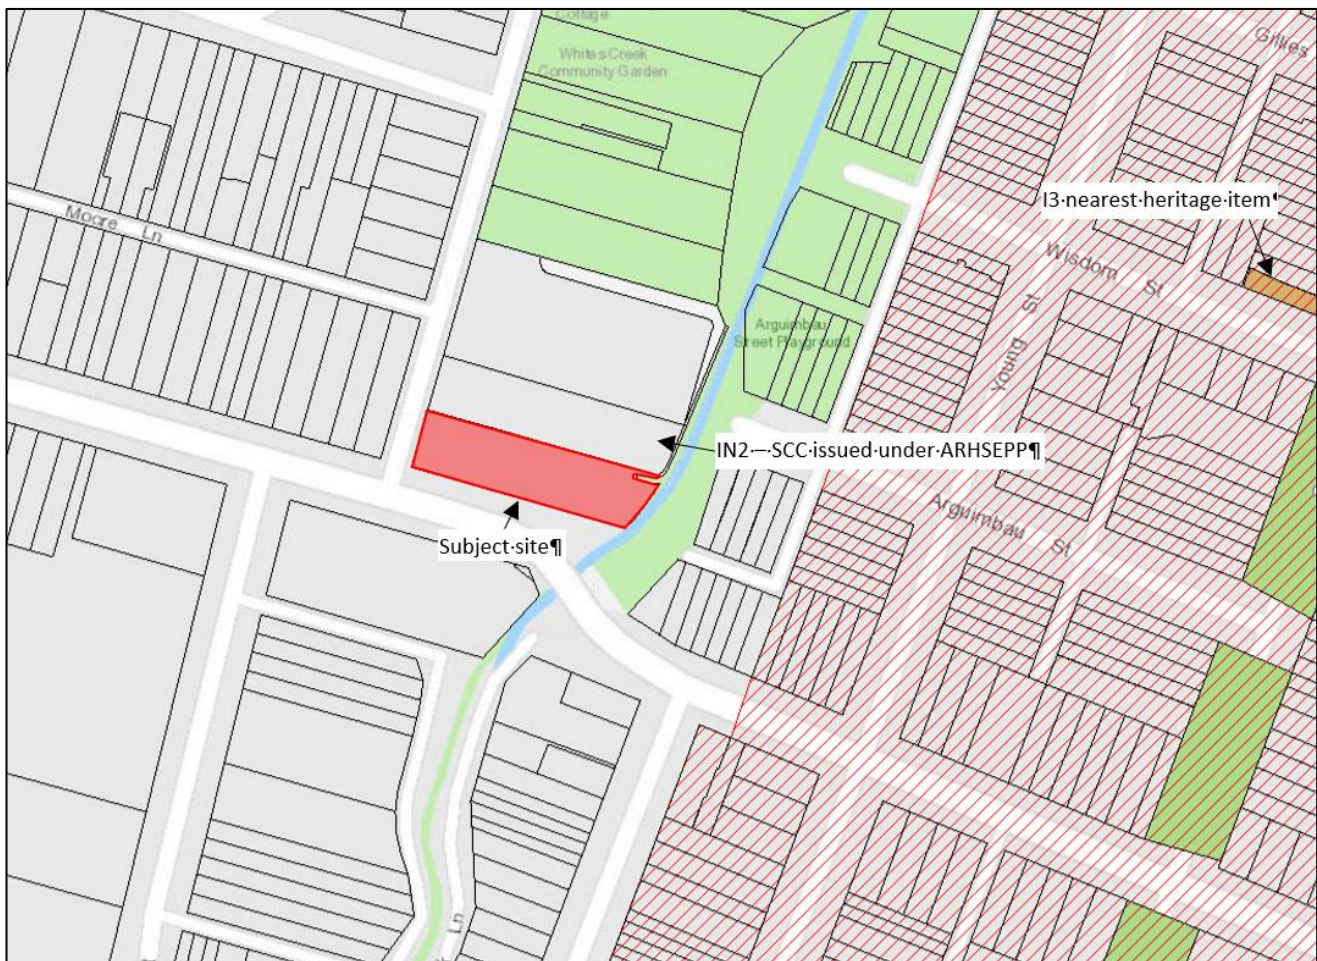 Cottage
Gillies
Whites Creek
Community Garden
I3·nearest·heritage·item¶
Moore Ln
Wisdom St
Arguimbau
Street Playground
Young St
IN2·–·SCC·issued·under·ARHSEPP¶
Arguimbau St
Subject·site¶
Ln